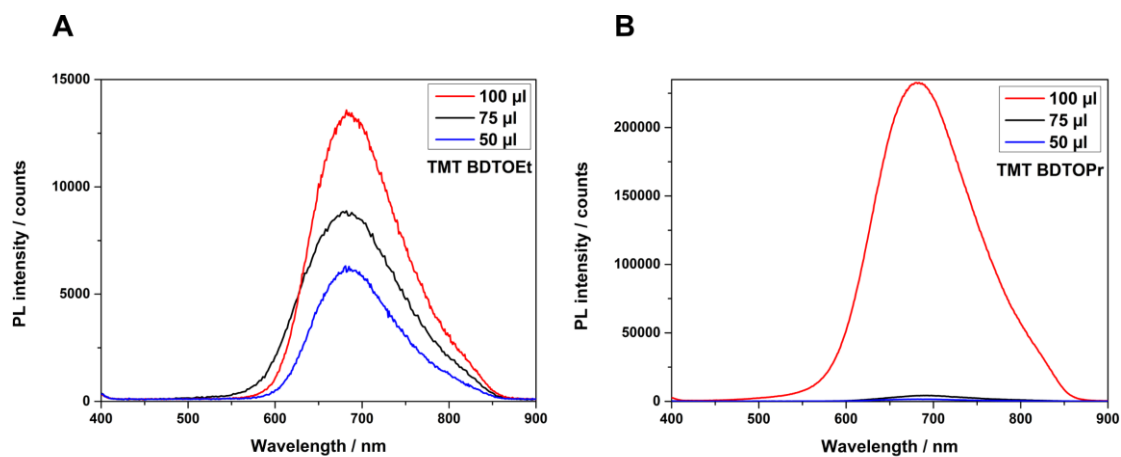 A
PL intensity / counts
15000
10000
5000
0
400
500
600
700
800
900
Wavelength / nm
100 µl
75 µl
50 µl
TMT BDTOEt
B
PL intensity / counts
200000
150000
100000
50000
0
400
500
600
700
800
900
Wavelength / nm
100 µl
75 µl
50 µl
TMT BDTOPr